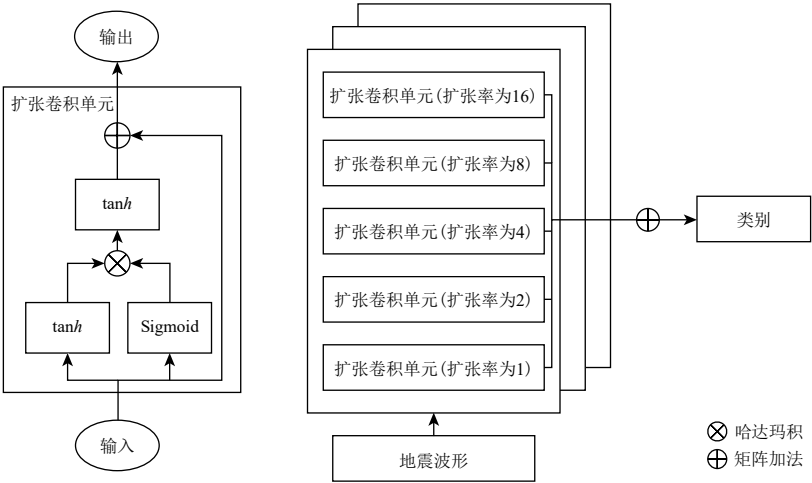 输出
扩张卷积单元
tanh
tanh
Sigmoid
输入
扩张卷积单元(扩张率为16)
扩张卷积单元(扩张率为8)
扩张卷积单元(扩张率为4)
扩张卷积单元(扩张率为2)
扩张卷积单元(扩张率为1)
地震波形
类别
哈达玛积
矩阵加法